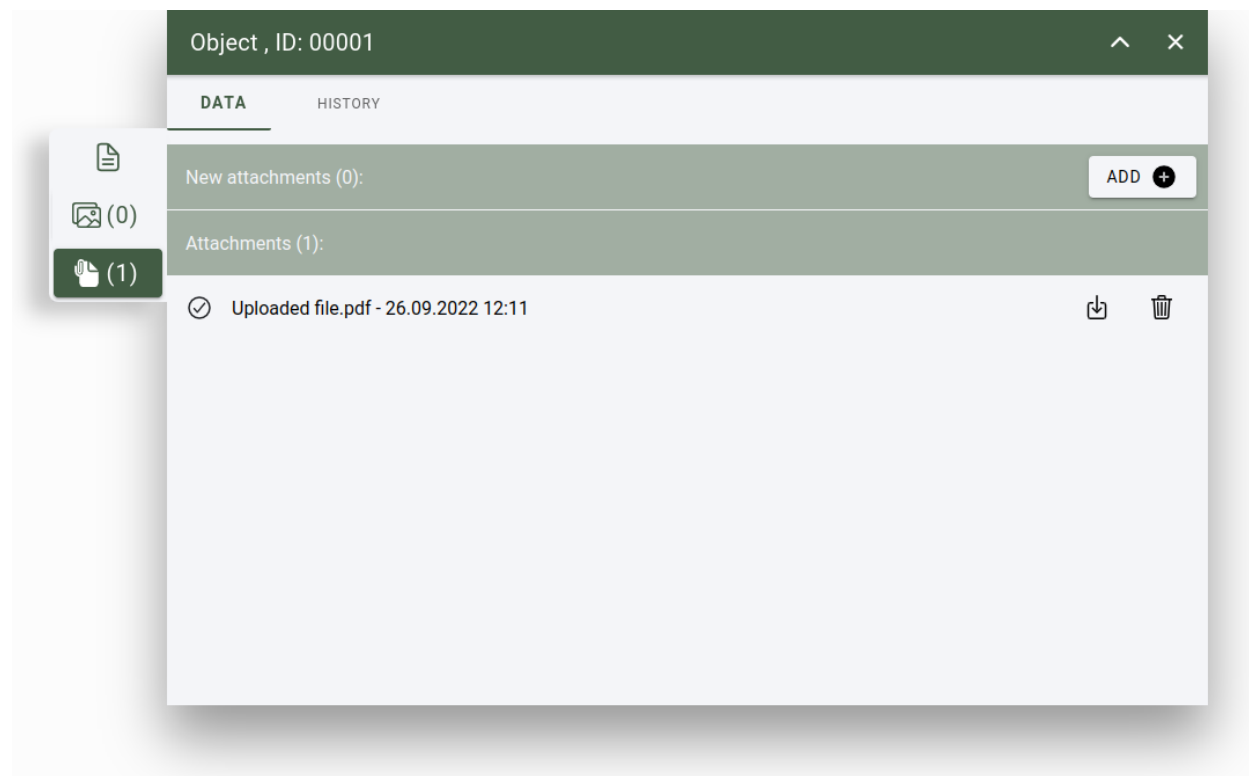 Object , ID: 00001
DATA HISTORY
New attachments (0):
ADD
(0)
Attachments (1):
(1)
Uploaded file.pdf - 26.09.2022 12:11